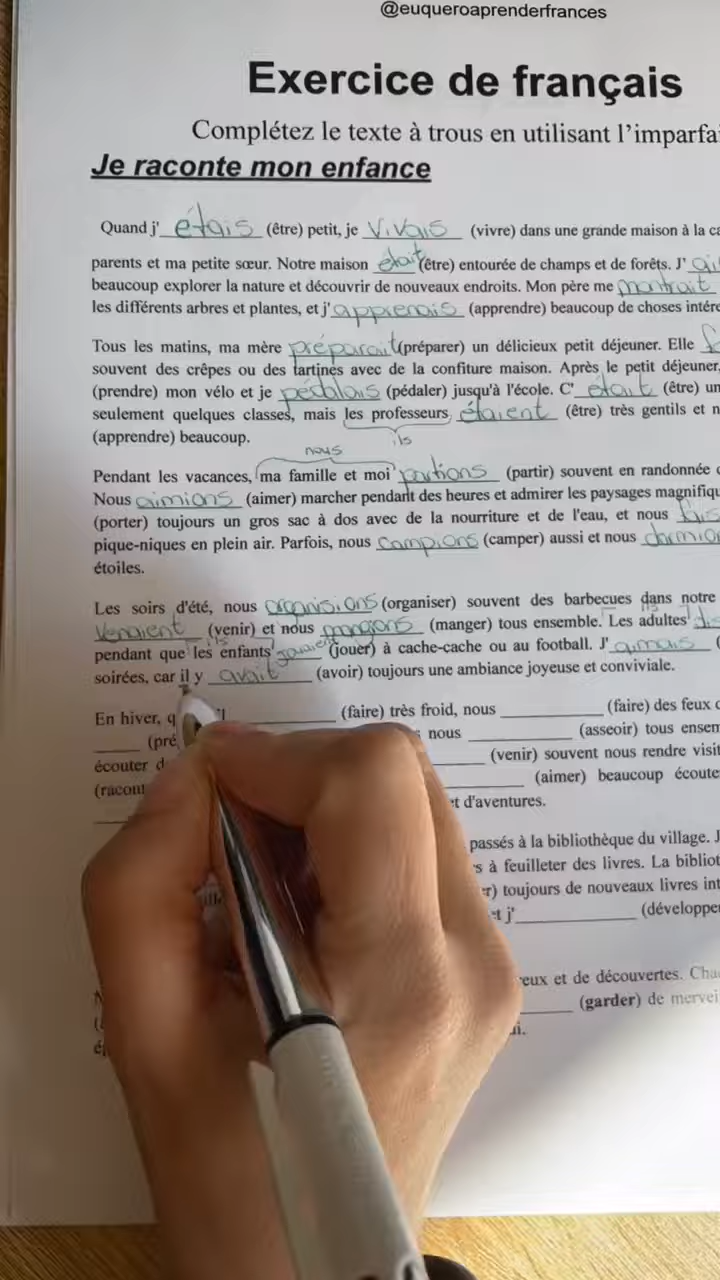 @euqueroaprenderfrances
Exercice de français
Complétez le texte à trous en utilisant l'imparfa
Je raconte mon enfance
Quand j' étais (être) petit, je vivais (vivre) dans une grande maison à la ca
parents et ma petite sœur. Notre maison était (être) entourée de champs et de forêts. J'
beaucoup explorer la nature et découvrir de nouveaux endroits. Mon père me montrait
les différents arbres et plantes, et j' apprenais (apprendre) beaucoup de choses intére
Tous les matins, ma mère préparait (préparer) un délicieux petit déjeuner. Elle
souvent des crêpes ou des tartines avec de la confiture maison. Après le petit déjeuner,
(prendre) mon vélo et je pédalais (pédaler) jusqu'à l'école. C' était (être) un
seulement quelques classes, mais les professeurs étaient (être) très gentils et n
ils
(apprendre) beaucoup.
nous
Pendant les vacances, ma famille et moi partions (partir) souvent en randonnée
Nous aimions (aimer) marcher pendant des heures et admirer les paysages magnifiqu
(porter) toujours un gros sac à dos avec de la nourriture et de l'eau, et nous fais
pique-niques en plein air. Parfois, nous campions (camper) aussi et nous dormio
étoiles.
Les soirs d'été, nous organisions (organiser) souvent des barbecues dans notre
ils
venaient (venir) et nous mangions (manger) tous ensemble. Les adultes
ils
pendant que les enfants jouaient (jouer) à cache-cache ou au football. J' aimais (
soirées, car il y avait (avoir) toujours une ambiance joyeuse et conviviale.
En hiver, q (faire) très froid, nous (faire) des feux
(pré nous (asseoir) tous ensem
écouter d (venir) souvent nous rendre visit
(racont (aimer) beaucoup écoute
t d'aventures.
passés à la bibliothèque du village. J
s à feuilleter des livres. La bibliot
er) toujours de nouveaux livres int
et j' (développe
reux et de découvertes. Cha
(garder) de mervei